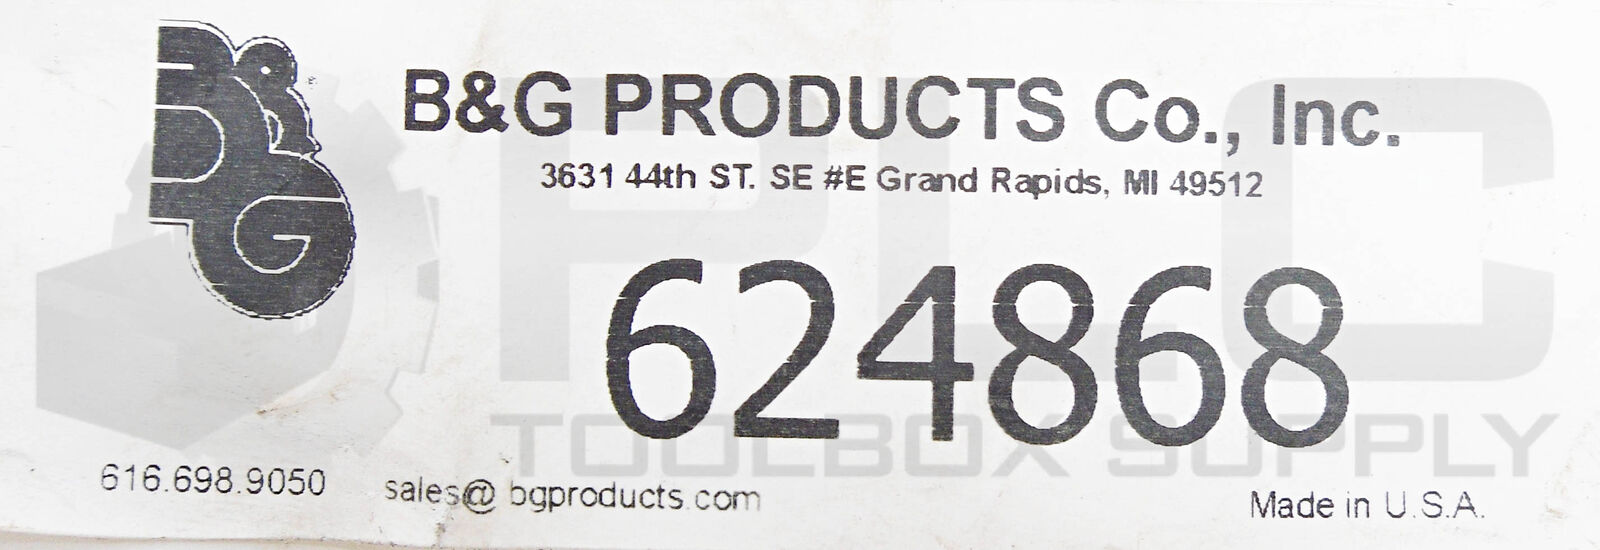 B&G
B&G PRODUCTS Co., Inc.
3631 44th ST. SE #E Grand Rapids, MI 49512
624868
PLC
TOOLBOX SUPPLY
616.698.9050
sales@ bgproducts.com
Made in U.S.A.